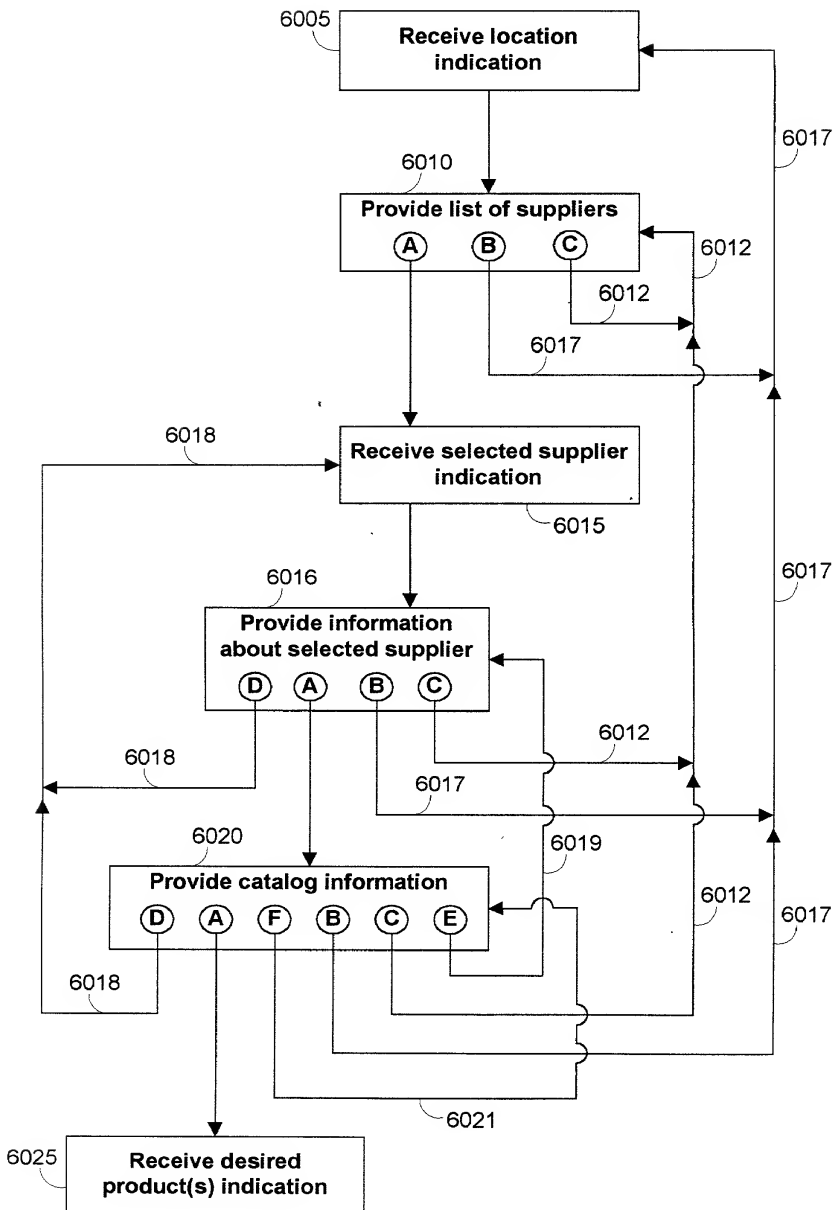 6005
Receive location
indication
6017
6010
Provide list of suppliers
A B C
6012
6012
6017
6018
Receive selected supplier
indication
6015
6017
6016
Provide information
about selected supplier
D A B C
6018
6012
6017
6019
6020
Provide catalog information
D A F B C E
6012
6017
6018
6021
6025
Receive desired
product(s) indication